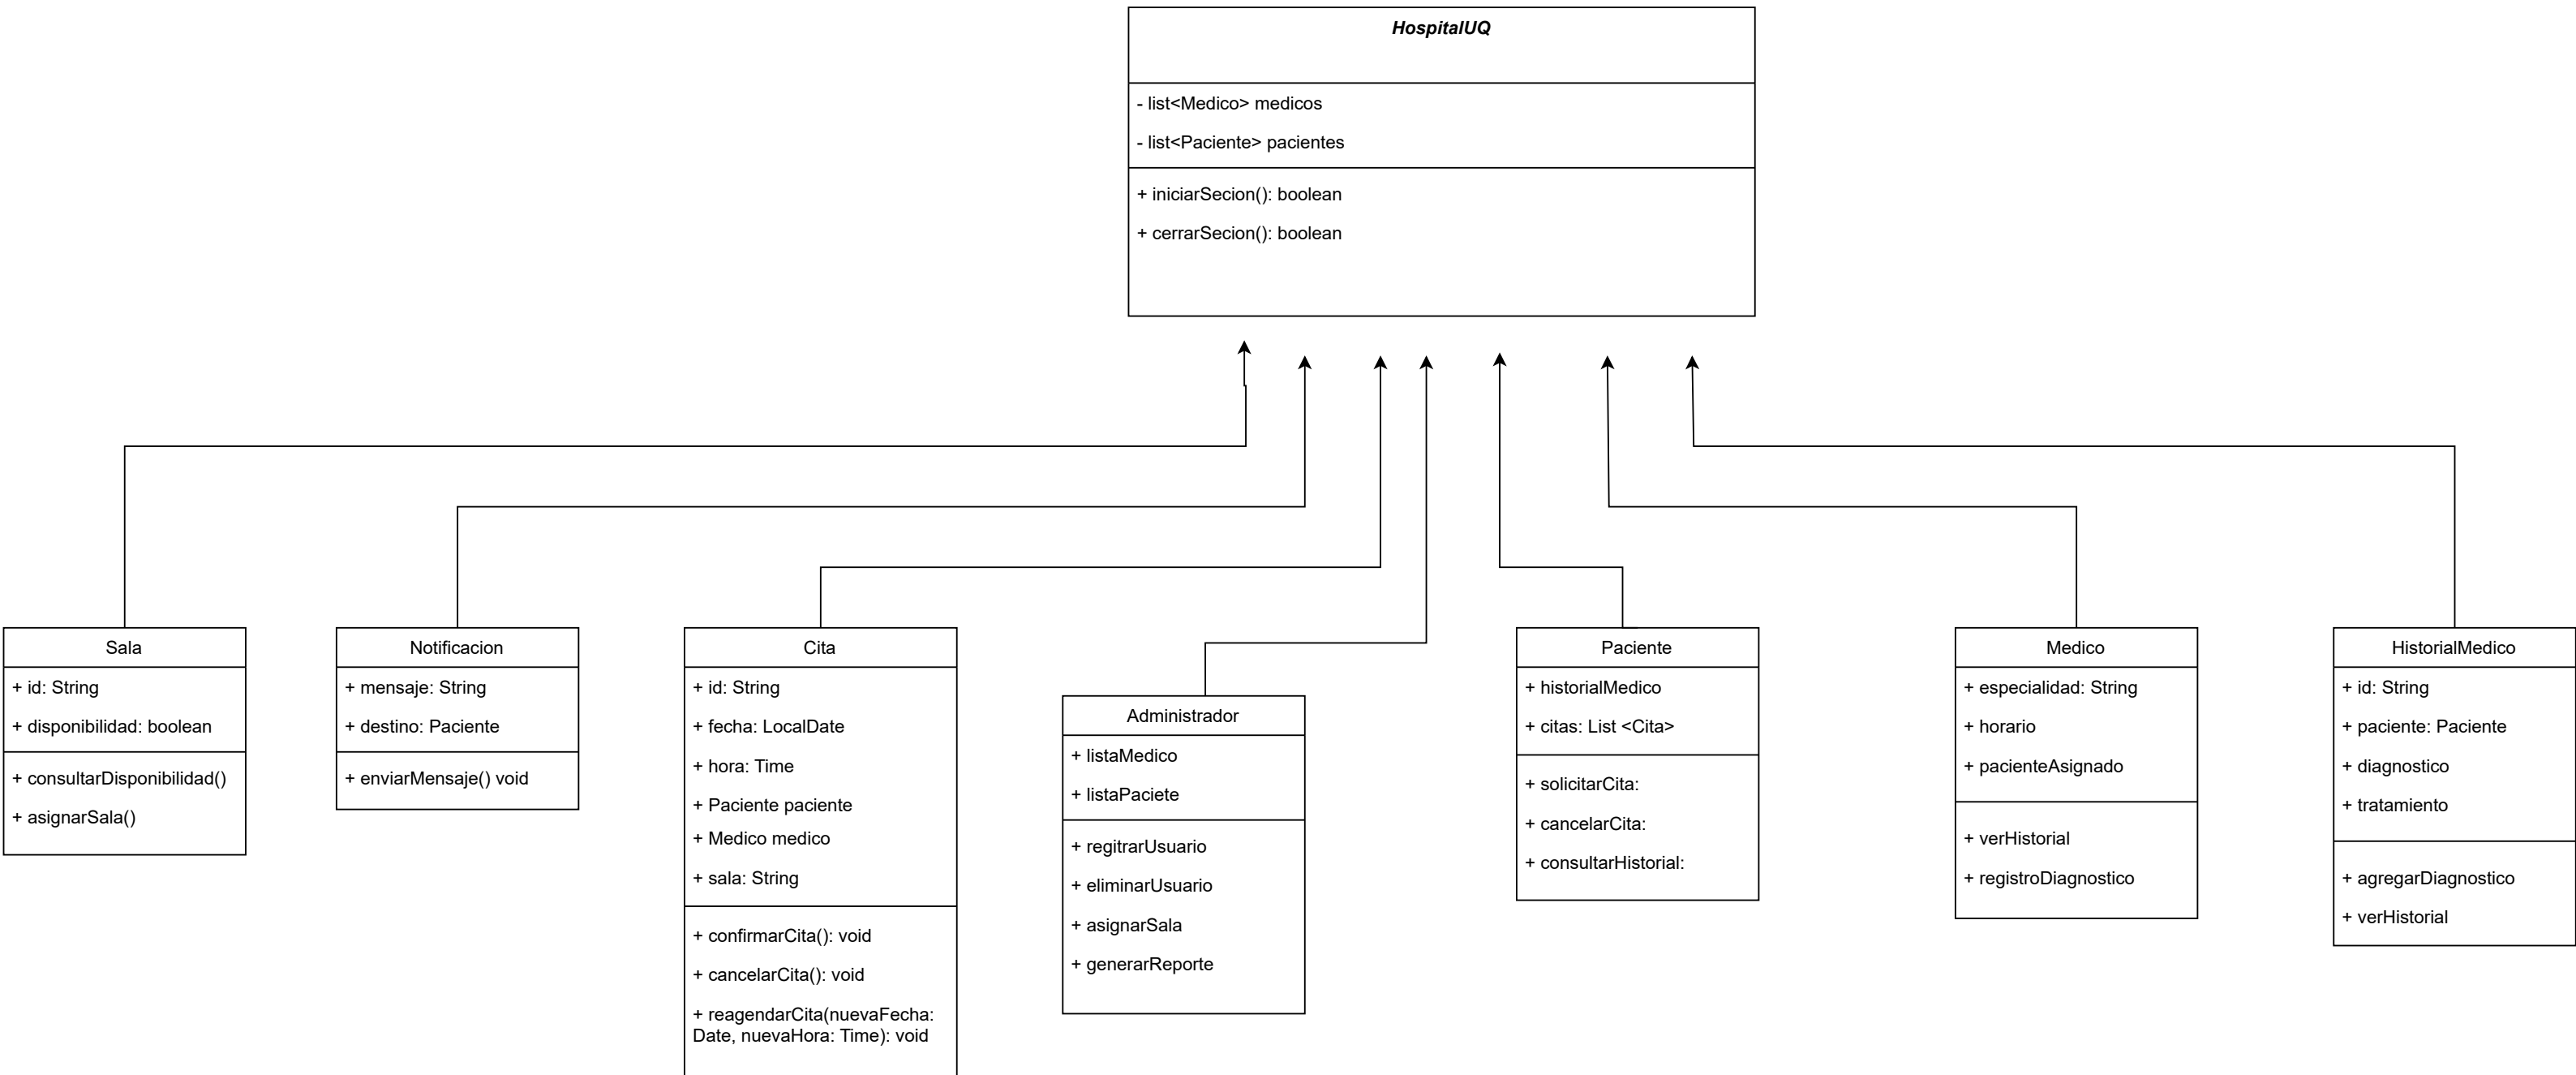 HospitalUQ
- list<Medico> medicos
- list<Paciente> pacientes
+ iniciarSecion(): boolean
+ cerrarSecion(): boolean
Sala
+ id: String
+ disponibilidad: boolean
+ consultarDisponibilidad()
+ asignarSala()
Notificacion
+ mensaje: String
+ destino: Paciente
+ enviarMensaje() void
Cita
+ id: String
+ fecha: LocalDate
+ hora: Time
+ Paciente paciente
+ Medico medico
+ sala: String
+ confirmarCita(): void
+ cancelarCita(): void
+ reagendarCita(nuevaFecha:
Date, nuevaHora: Time): void
Administrador
+ listaMedico
+ listaPaciete
+ regitrarUsuario
+ eliminarUsuario
+ asignarSala
+ generarReporte
Paciente
+ historialMedico
+ citas: List <Cita>
+ solicitarCita:
+ cancelarCita:
+ consultarHistorial:
Medico
+ especialidad: String
+ horario
+ pacienteAsignado
+ verHistorial
+ registroDiagnostico
HistorialMedico
+ id: String
+ paciente: Paciente
+ diagnostico
+ tratamiento
+ agregarDiagnostico
+ verHistorial